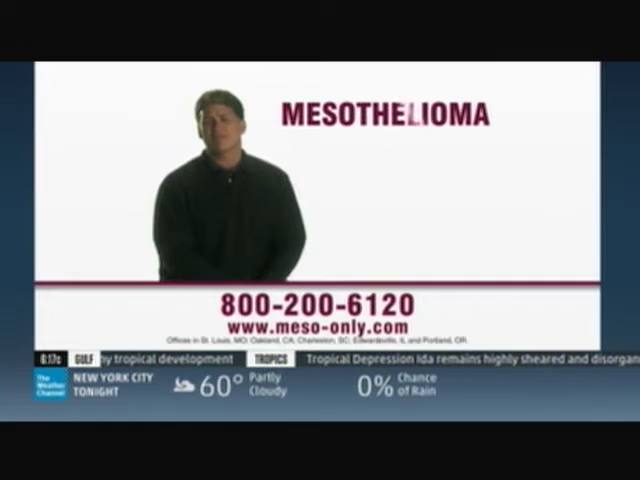 MESOTHELIOMA
800-200-6120
www.meso-only.com
Offices in St. Louis, MO; Oakland, CA; Charleston, SC; Edwardsville, IL and Portland, OR.
6:17c GULF by tropical development TROPICS Tropical Depression Ida remains highly sheared and disorgan
The Weather Channel
NEW YORK CITY TONIGHT
60° Partly Cloudy
0% Chance of Rain